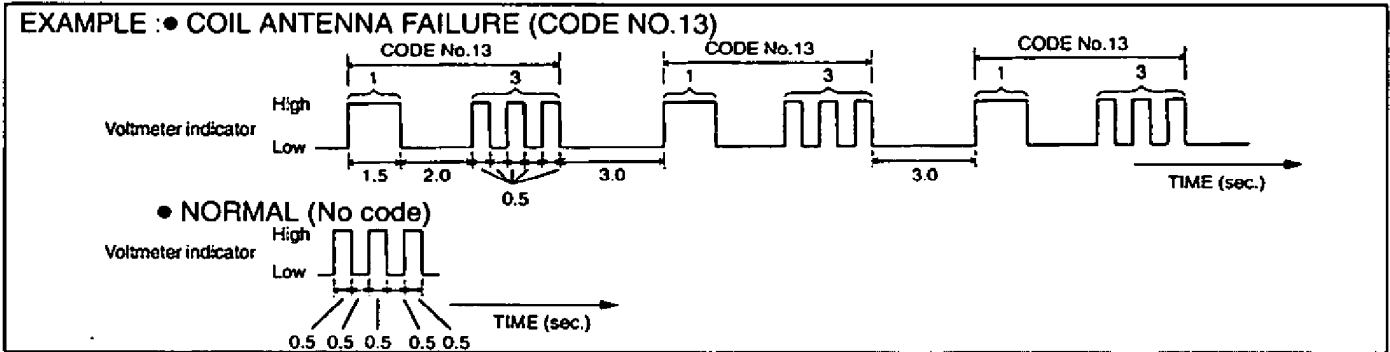 EXAMPLE :● COIL ANTENNA FAILURE (CODE NO.13)
CODE No.13 CODE No.13 CODE No.13
1 3 1 3 1 3
High
Voltmeter indicator
Low
1.5 2.0 3.0 3.0
0.5
TIME (sec.)
● NORMAL (No code)
High
Voltmeter indicator
Low
TIME (sec.)
0.5 0.5 0.5 0.5 0.5